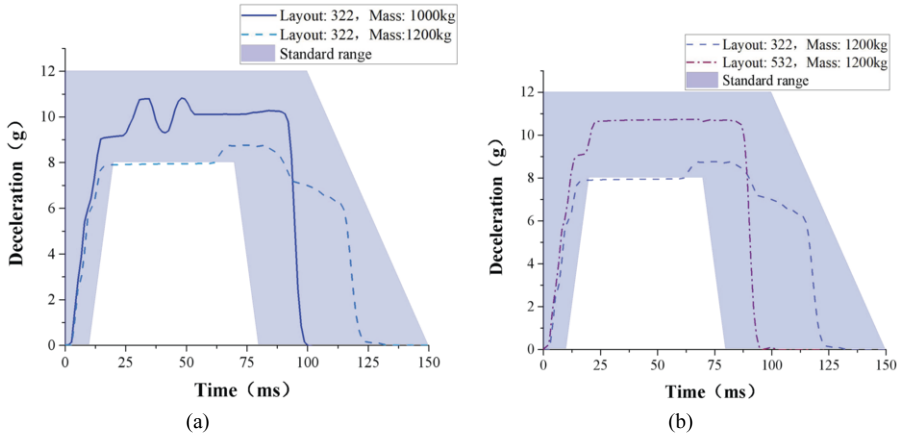 Layout: 322，Mass: 1000kg
Layout: 322，Mass:1200kg
Standard range
Deceleration（g）
12
10
8
6
4
2
0
0 25 50 75 100 125 150
Time（ms）
(a)
Layout: 322，Mass: 1200kg
Layout: 532，Mass: 1200kg
Standard range
Deceleration（g）
12
10
8
6
4
2
0
0 25 50 75 100 125 150
Time（ms）
(b)